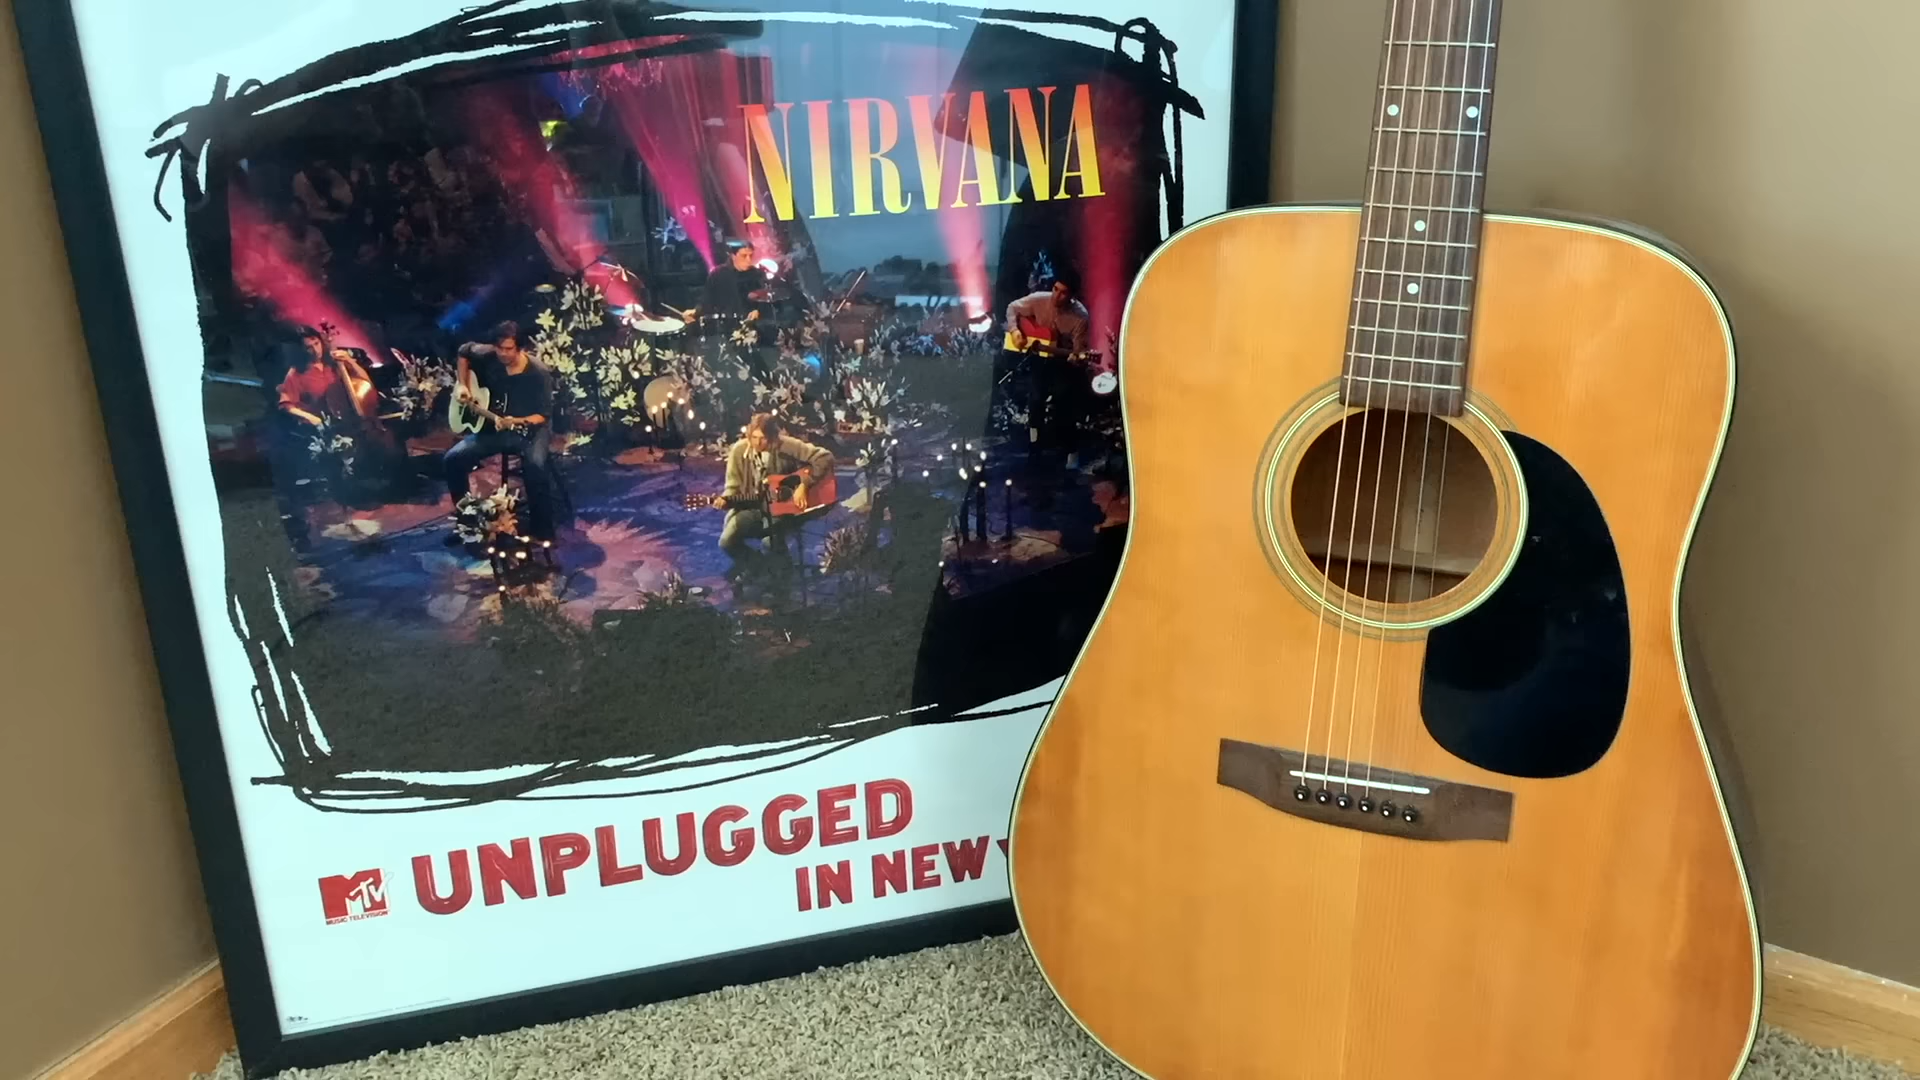 NIRVANA
UNPLUGGED
IN NEW
MTV
MUSIC TELEVISION